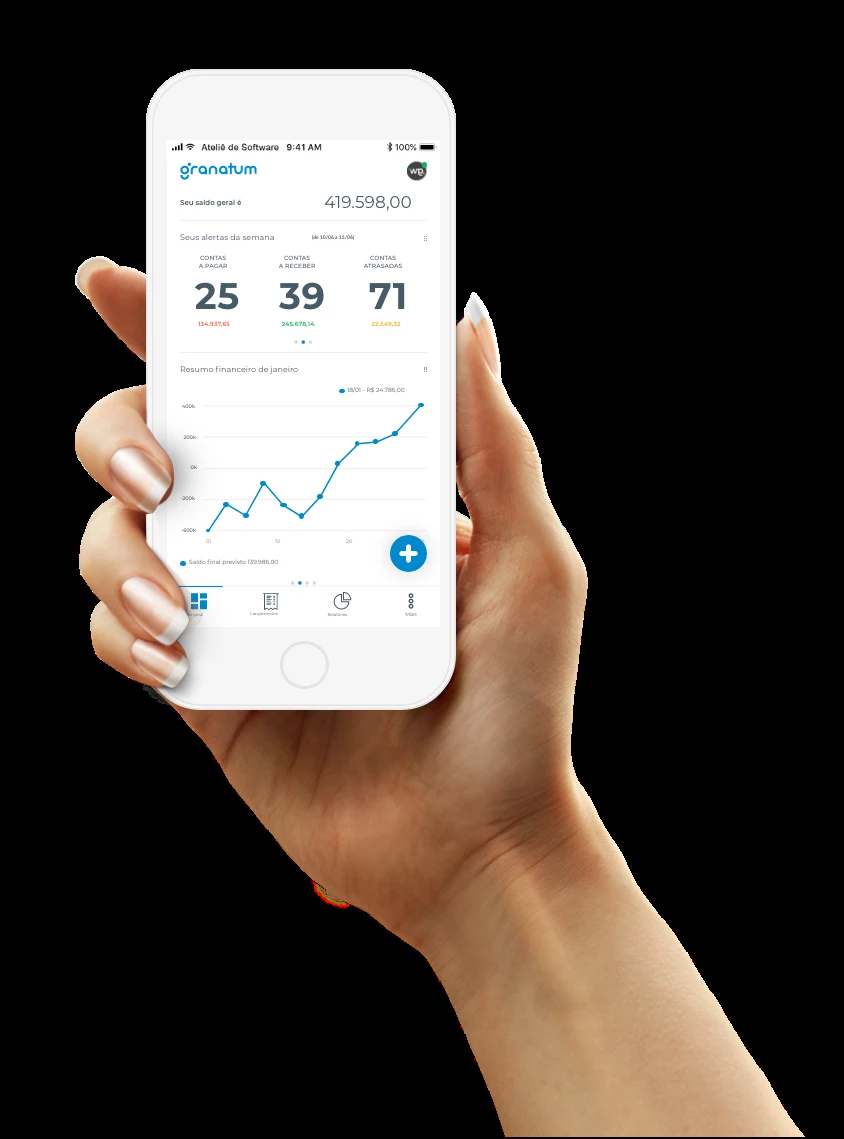 Ateliê de Software 9:41 AM 100%
granatum
wp.
Seu saldo geral é 419.598,00
Seus alertas da semana (de 10/06 a 15/06)
CONTAS A PAGAR
CONTAS A RECEBER
CONTAS ATRASADAS
25 39 71
134.937,65 245.678,14 22.549,32
Resumo financeiro de janeiro
18/01 - R$ 24.786,00
400k
200k
0k
-200k
-600k
01 10 20
Saldo final previsto 139.986,00
geral Lançamentos Relatórios Mais